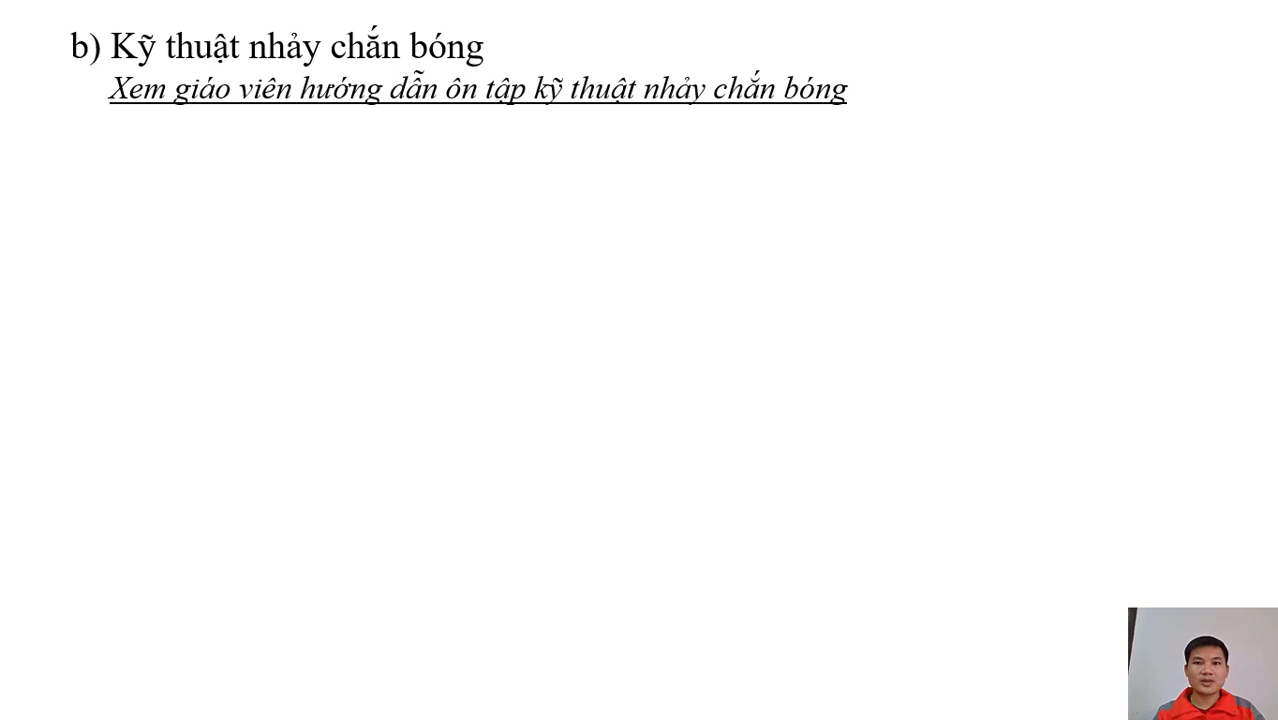 b) Kỹ thuật nhảy chắn bóng
Xem giáo viên hướng dẫn ôn tập kỹ thuật nhảy chắn bóng